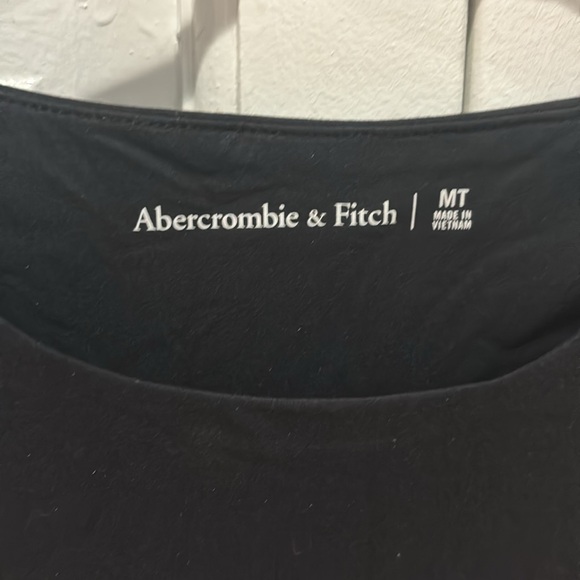 Abercrombie & Fitch | MT
MADE IN
VIETNAM